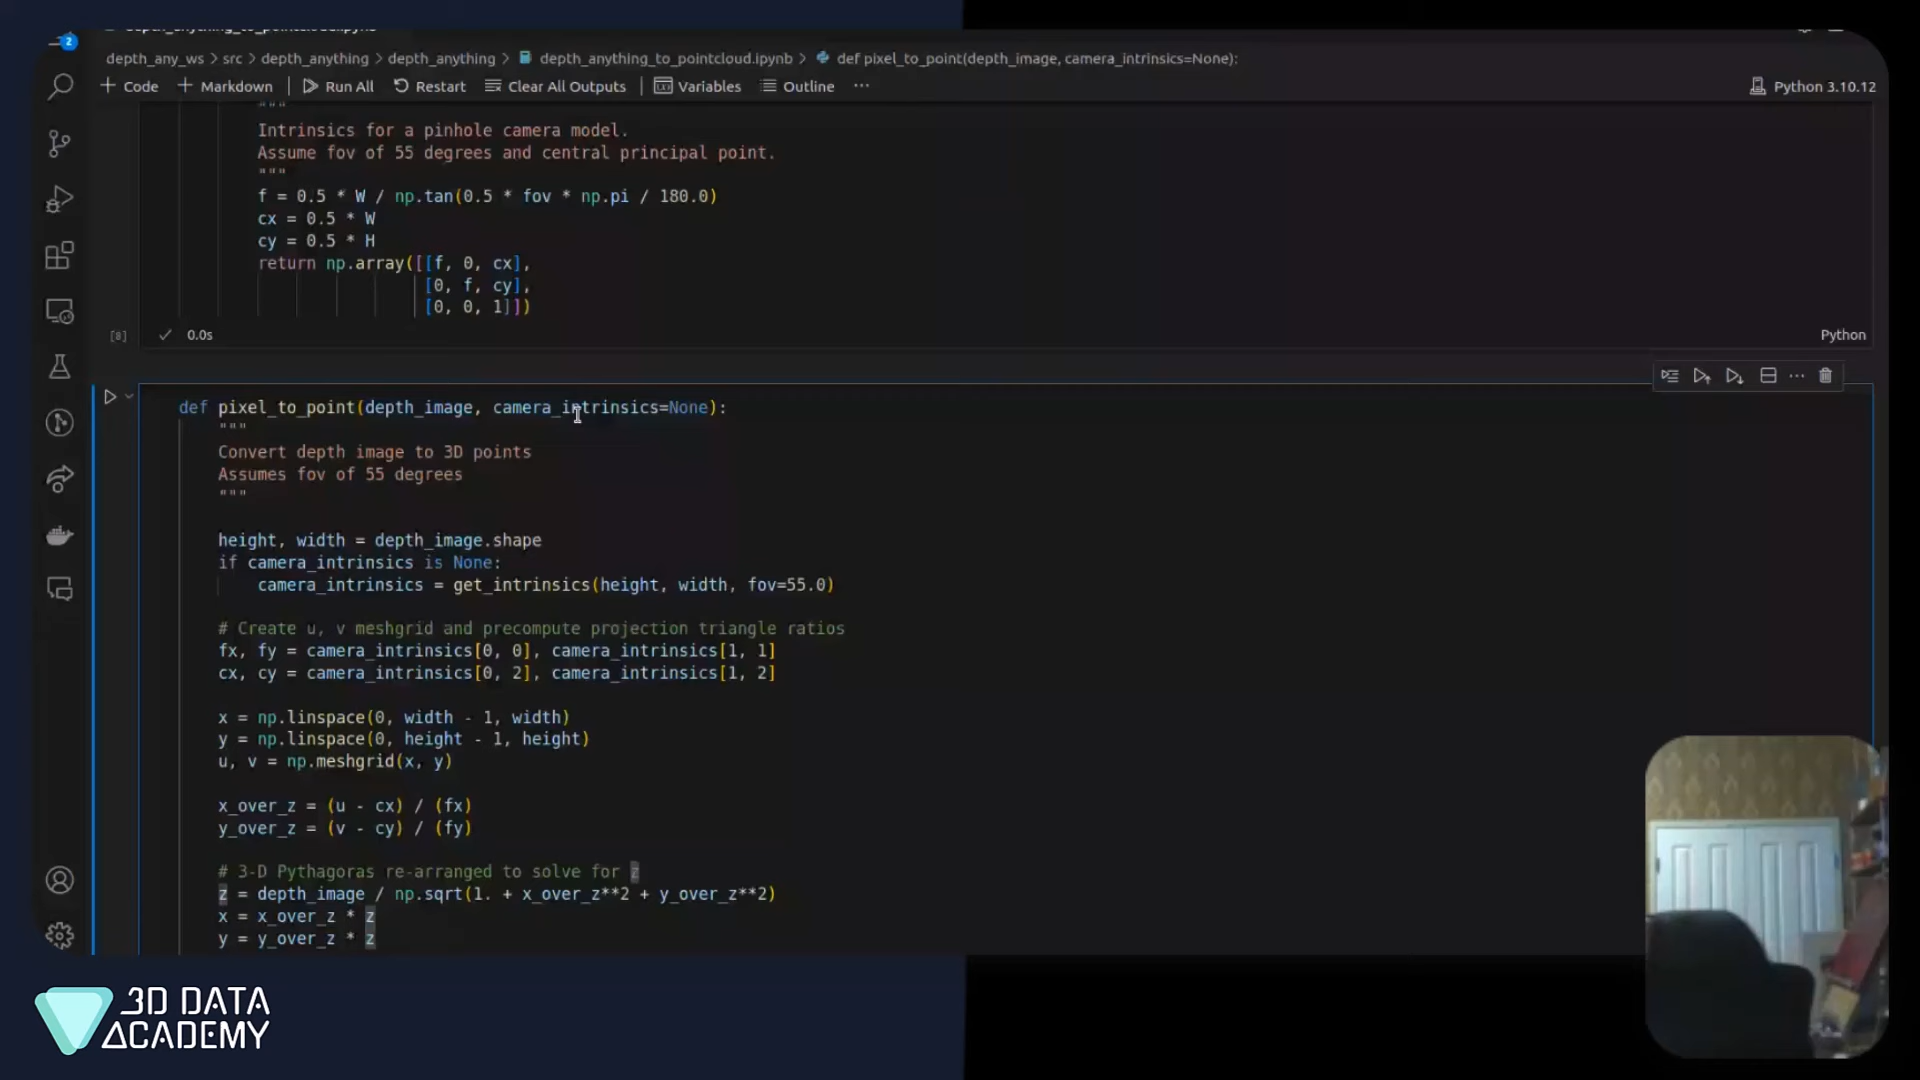 2
depth_any_ws > src > depth_anything > depth_anything > depth_anything_to_pointcloud.ipynb > def pixel_to_point(depth_image, camera_intrinsics=None):
+ Code + Markdown Run All Restart Clear All Outputs Variables Outline ... Python 3.10.12
"""
Intrinsics for a pinhole camera model.
Assume fov of 55 degrees and central principal point.
"""
f = 0.5 * W / np.tan(0.5 * fov * np.pi / 180.0)
cx = 0.5 * W
cy = 0.5 * H
return np.array([[f, 0, cx],
[0, f, cy],
[0, 0, 1]])
[8] 0.0s Python
def pixel_to_point(depth_image, camera_intrinsics=None):
"""
Convert depth image to 3D points
Assumes fov of 55 degrees
"""
height, width = depth_image.shape
if camera_intrinsics is None:
camera_intrinsics = get_intrinsics(height, width, fov=55.0)
# Create u, v meshgrid and precompute projection triangle ratios
fx, fy = camera_intrinsics[0, 0], camera_intrinsics[1, 1]
cx, cy = camera_intrinsics[0, 2], camera_intrinsics[1, 2]
x = np.linspace(0, width - 1, width)
y = np.linspace(0, height - 1, height)
u, v = np.meshgrid(x, y)
x_over_z = (u - cx) / (fx)
y_over_z = (v - cy) / (fy)
# 3-D Pythagoras re-arranged to solve for z
z = depth_image / np.sqrt(1. + x_over_z**2 + y_over_z**2)
x = x_over_z * z
y = y_over_z * z
3D DATA
ACADEMY